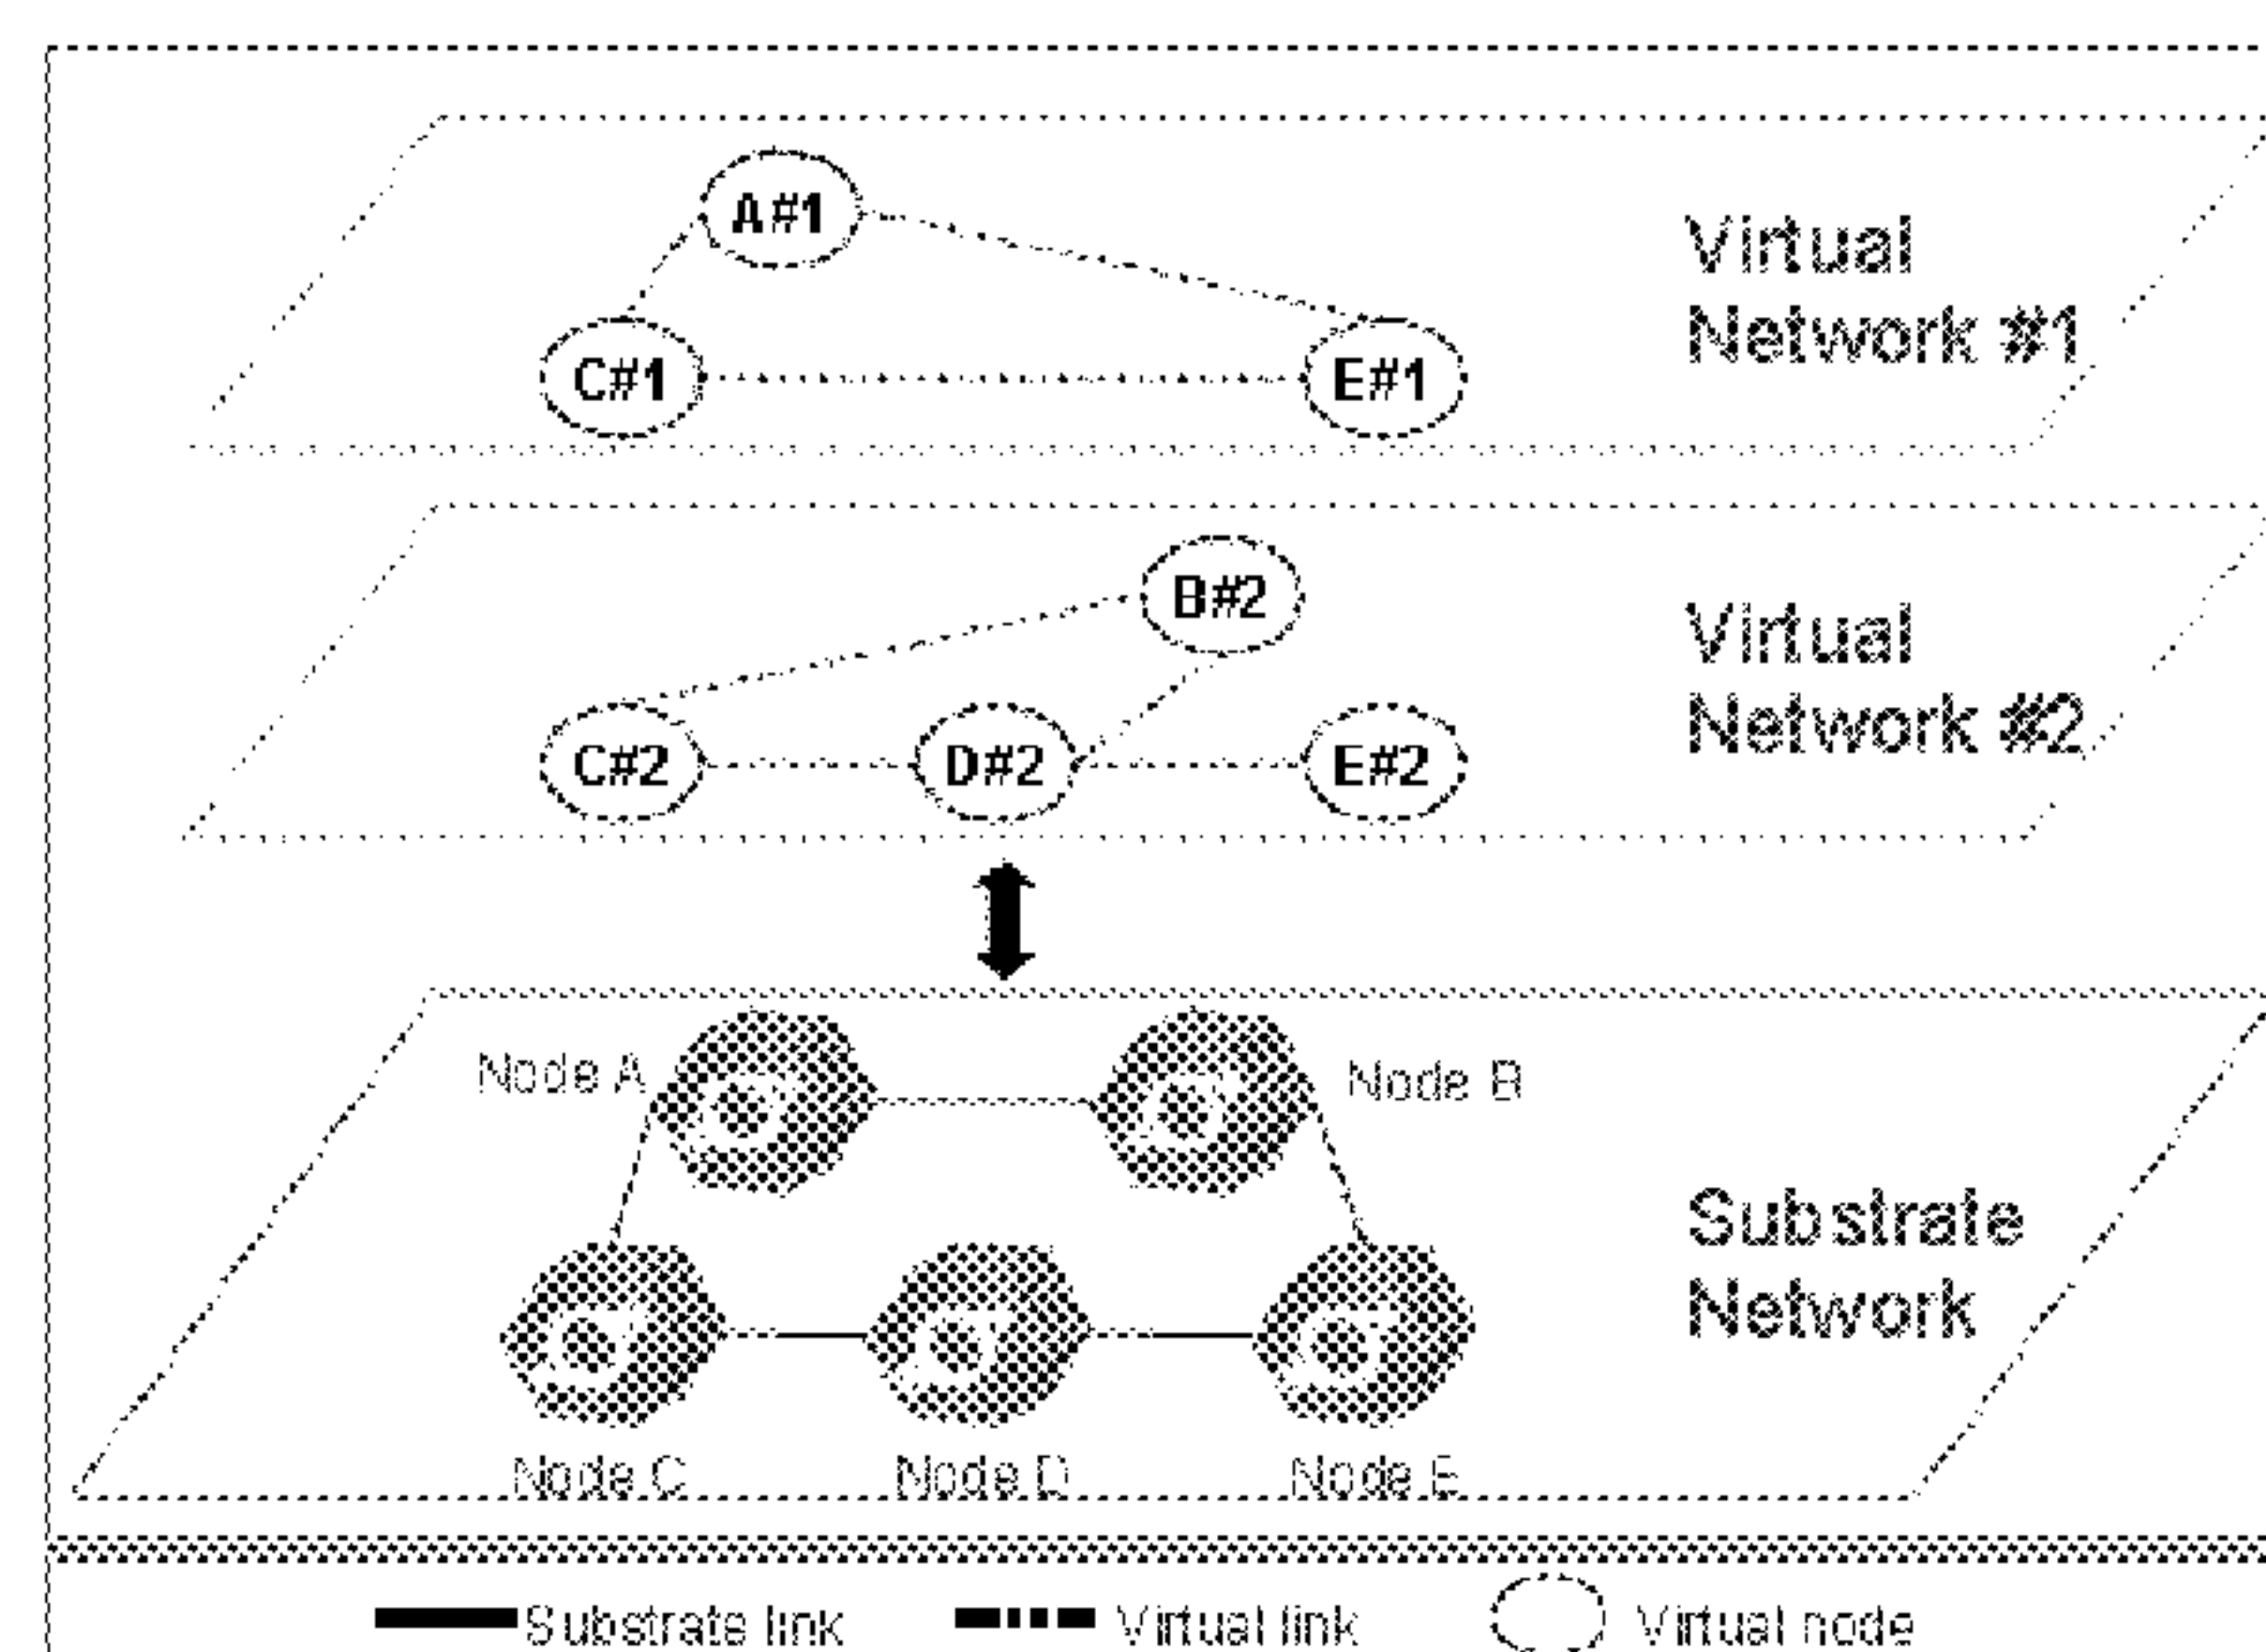 A#1
Virtual
Network #1
C#1
E#1
B#2
Virtual
Network #2
C#2
D#2
E#2
Node A
Node B
Substrate
Network
Node C
Node D
Node E
Substrate link
Virtual link
Virtual node